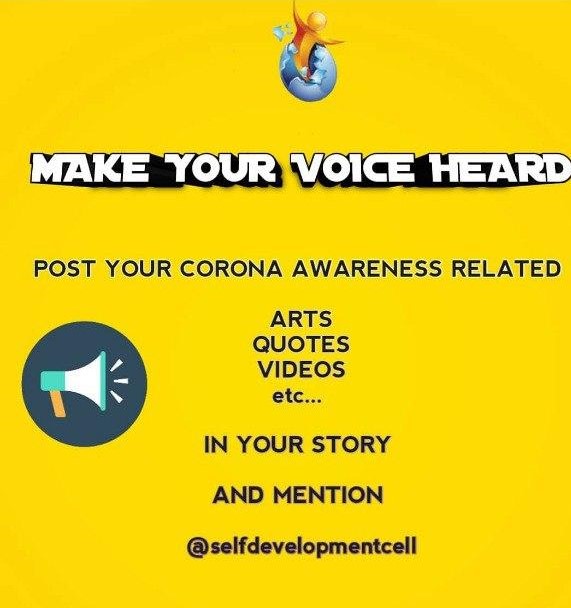 MAKE YOUR VOICE HEARD
POST YOUR CORONA AWARENESS RELATED
ARTS
QUOTES
VIDEOS
etc...
IN YOUR STORY
AND MENTION
@selfdevelopmentcell